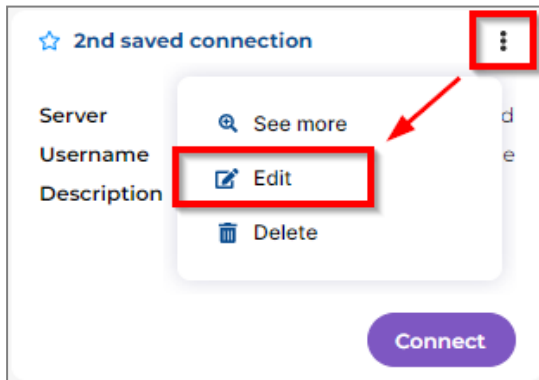 2nd saved connection
Server
Username
Description
See more
Edit
Delete
Connect